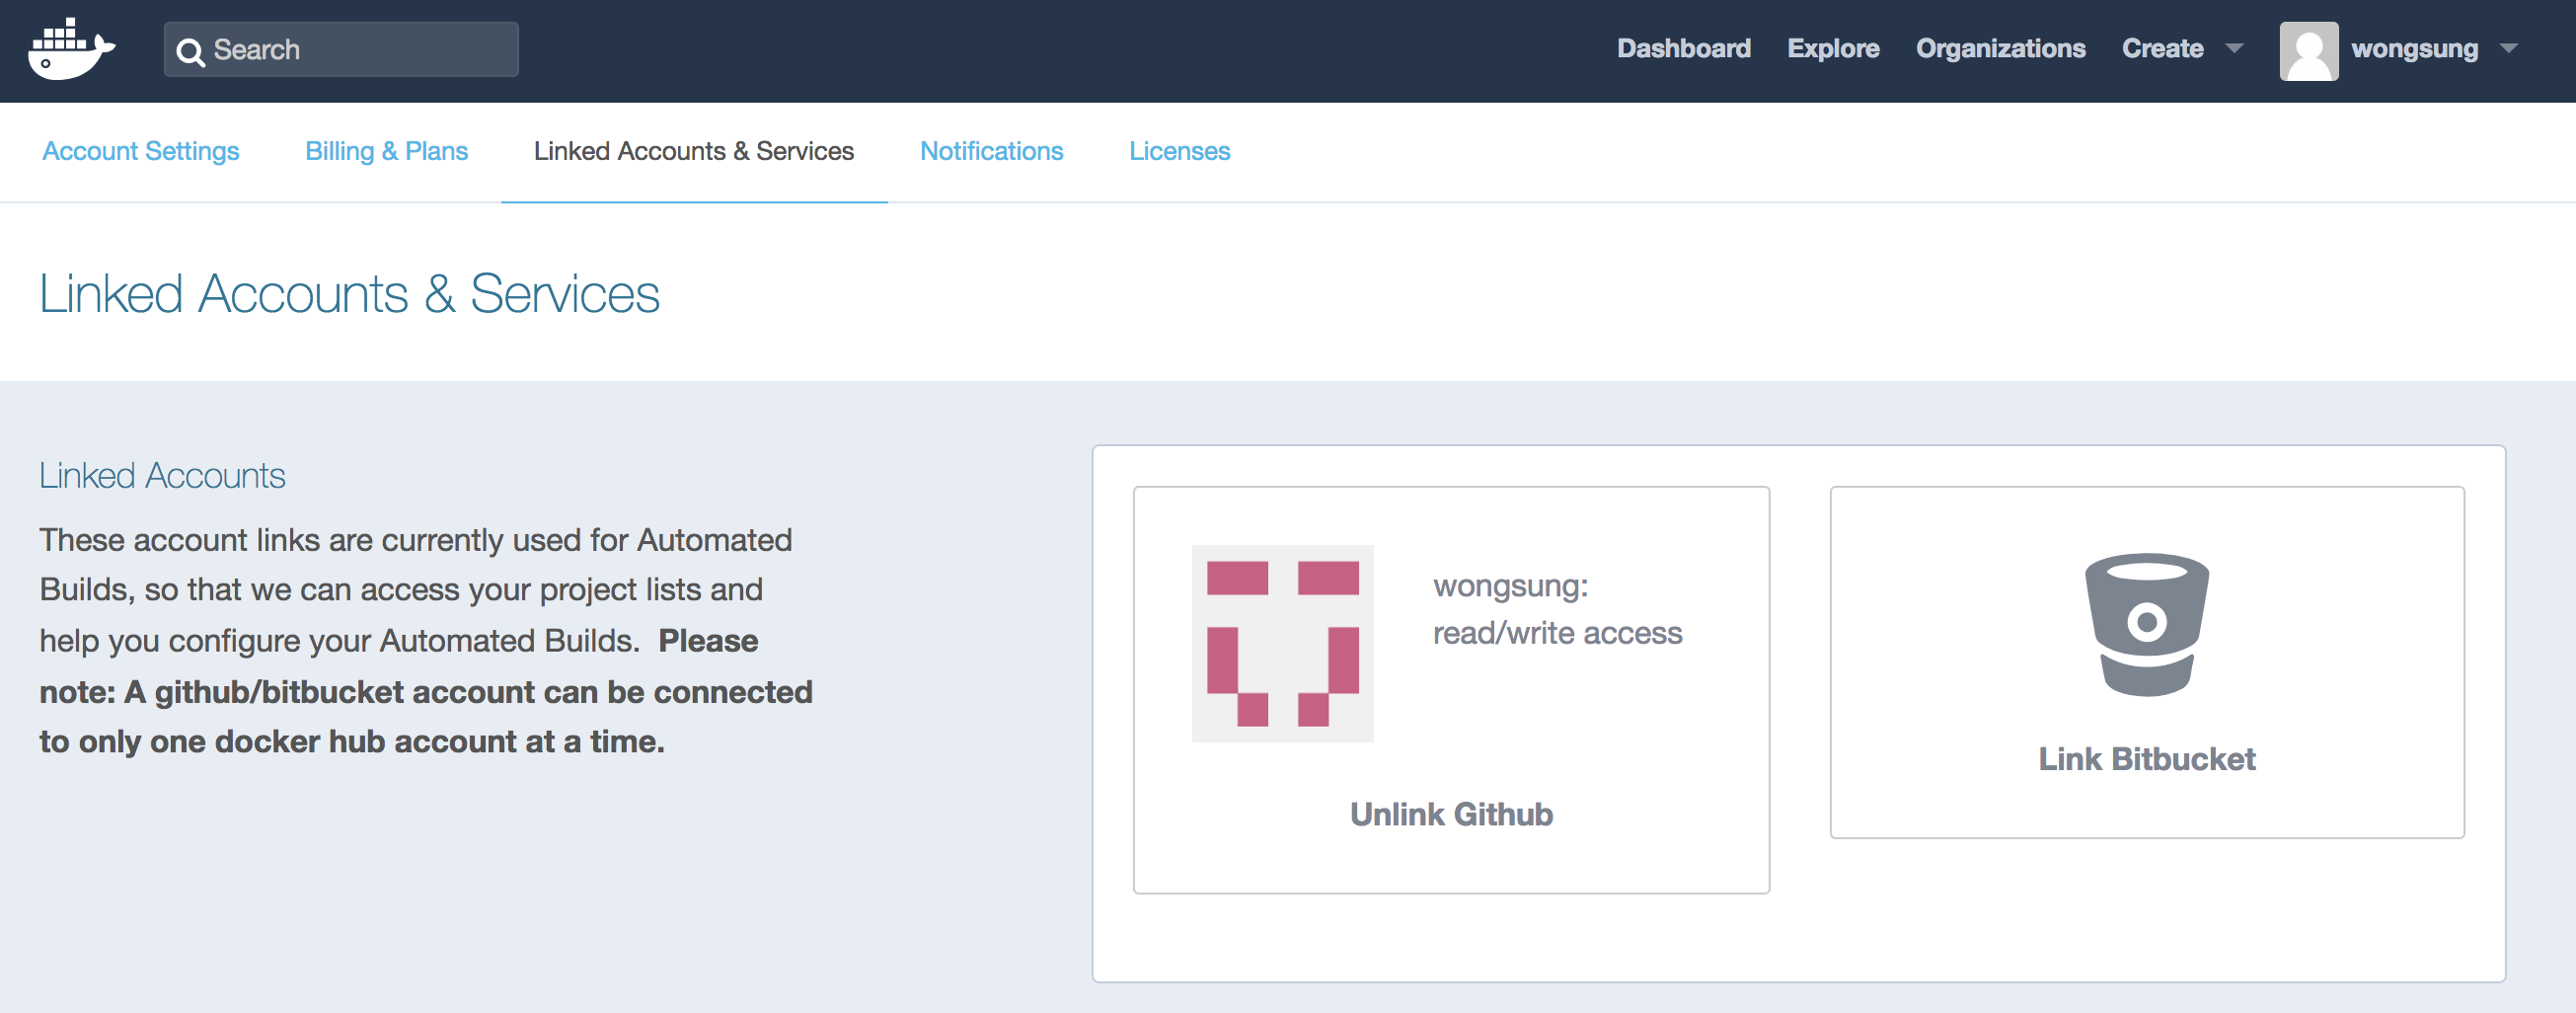 Search
Dashboard
Explore
Organizations
Create
wongsung
Account Settings
Billing & Plans
Linked Accounts & Services
Notifications
Licenses
Linked Accounts & Services
Linked Accounts
These account links are currently used for Automated
Builds, so that we can access your project lists and
help you configure your Automated Builds. Please
note: A github/bitbucket account can be connected
to only one docker hub account at a time.
wongsung:
read/write access
Unlink Github
Link Bitbucket